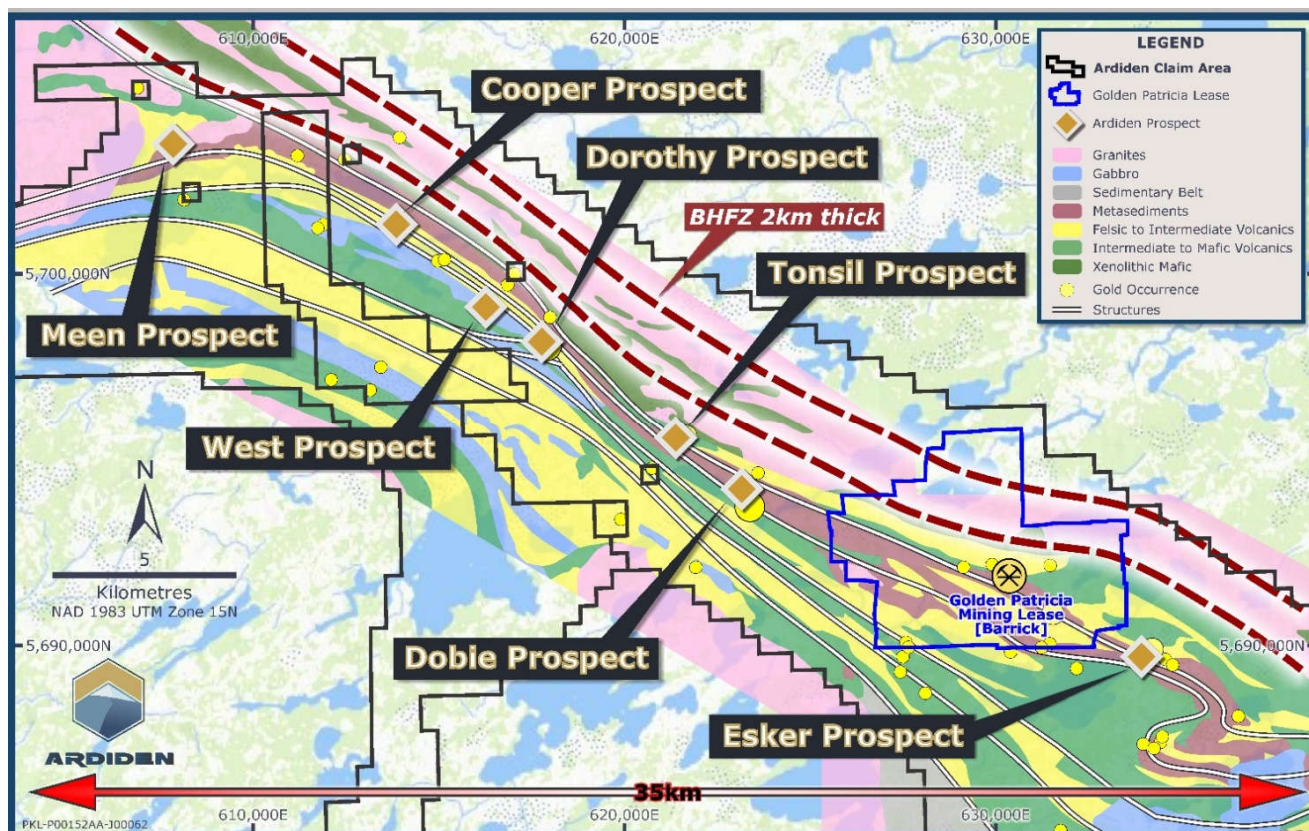 610,000E
620,000E
630,000E
LEGEND
Ardiden Claim Area
Golden Patricia Lease
Ardiden Prospect
Granites
Gabbro
Sedimentary Belt
Metasediments
Felsic to Intermediate Volcanics
Intermediate to Mafic Volcanics
Xenolithic Mafic
Gold Occurrence
Structures
Cooper Prospect
Dorothy Prospect
BHFZ 2km thick
Tonsil Prospect
5,700,000N
5,700,000N
Meen Prospect
West Prospect
N
5
Kilometres
NAD 1983 UTM Zone 15N
Golden Patricia
Mining Lease
[Barrick]
5,690,000N
5,690,000N
Dobie Prospect
Esker Prospect
ARDIDEN
35km
610,000E
620,000E
630,000E
PKL-P00152AA-J00062